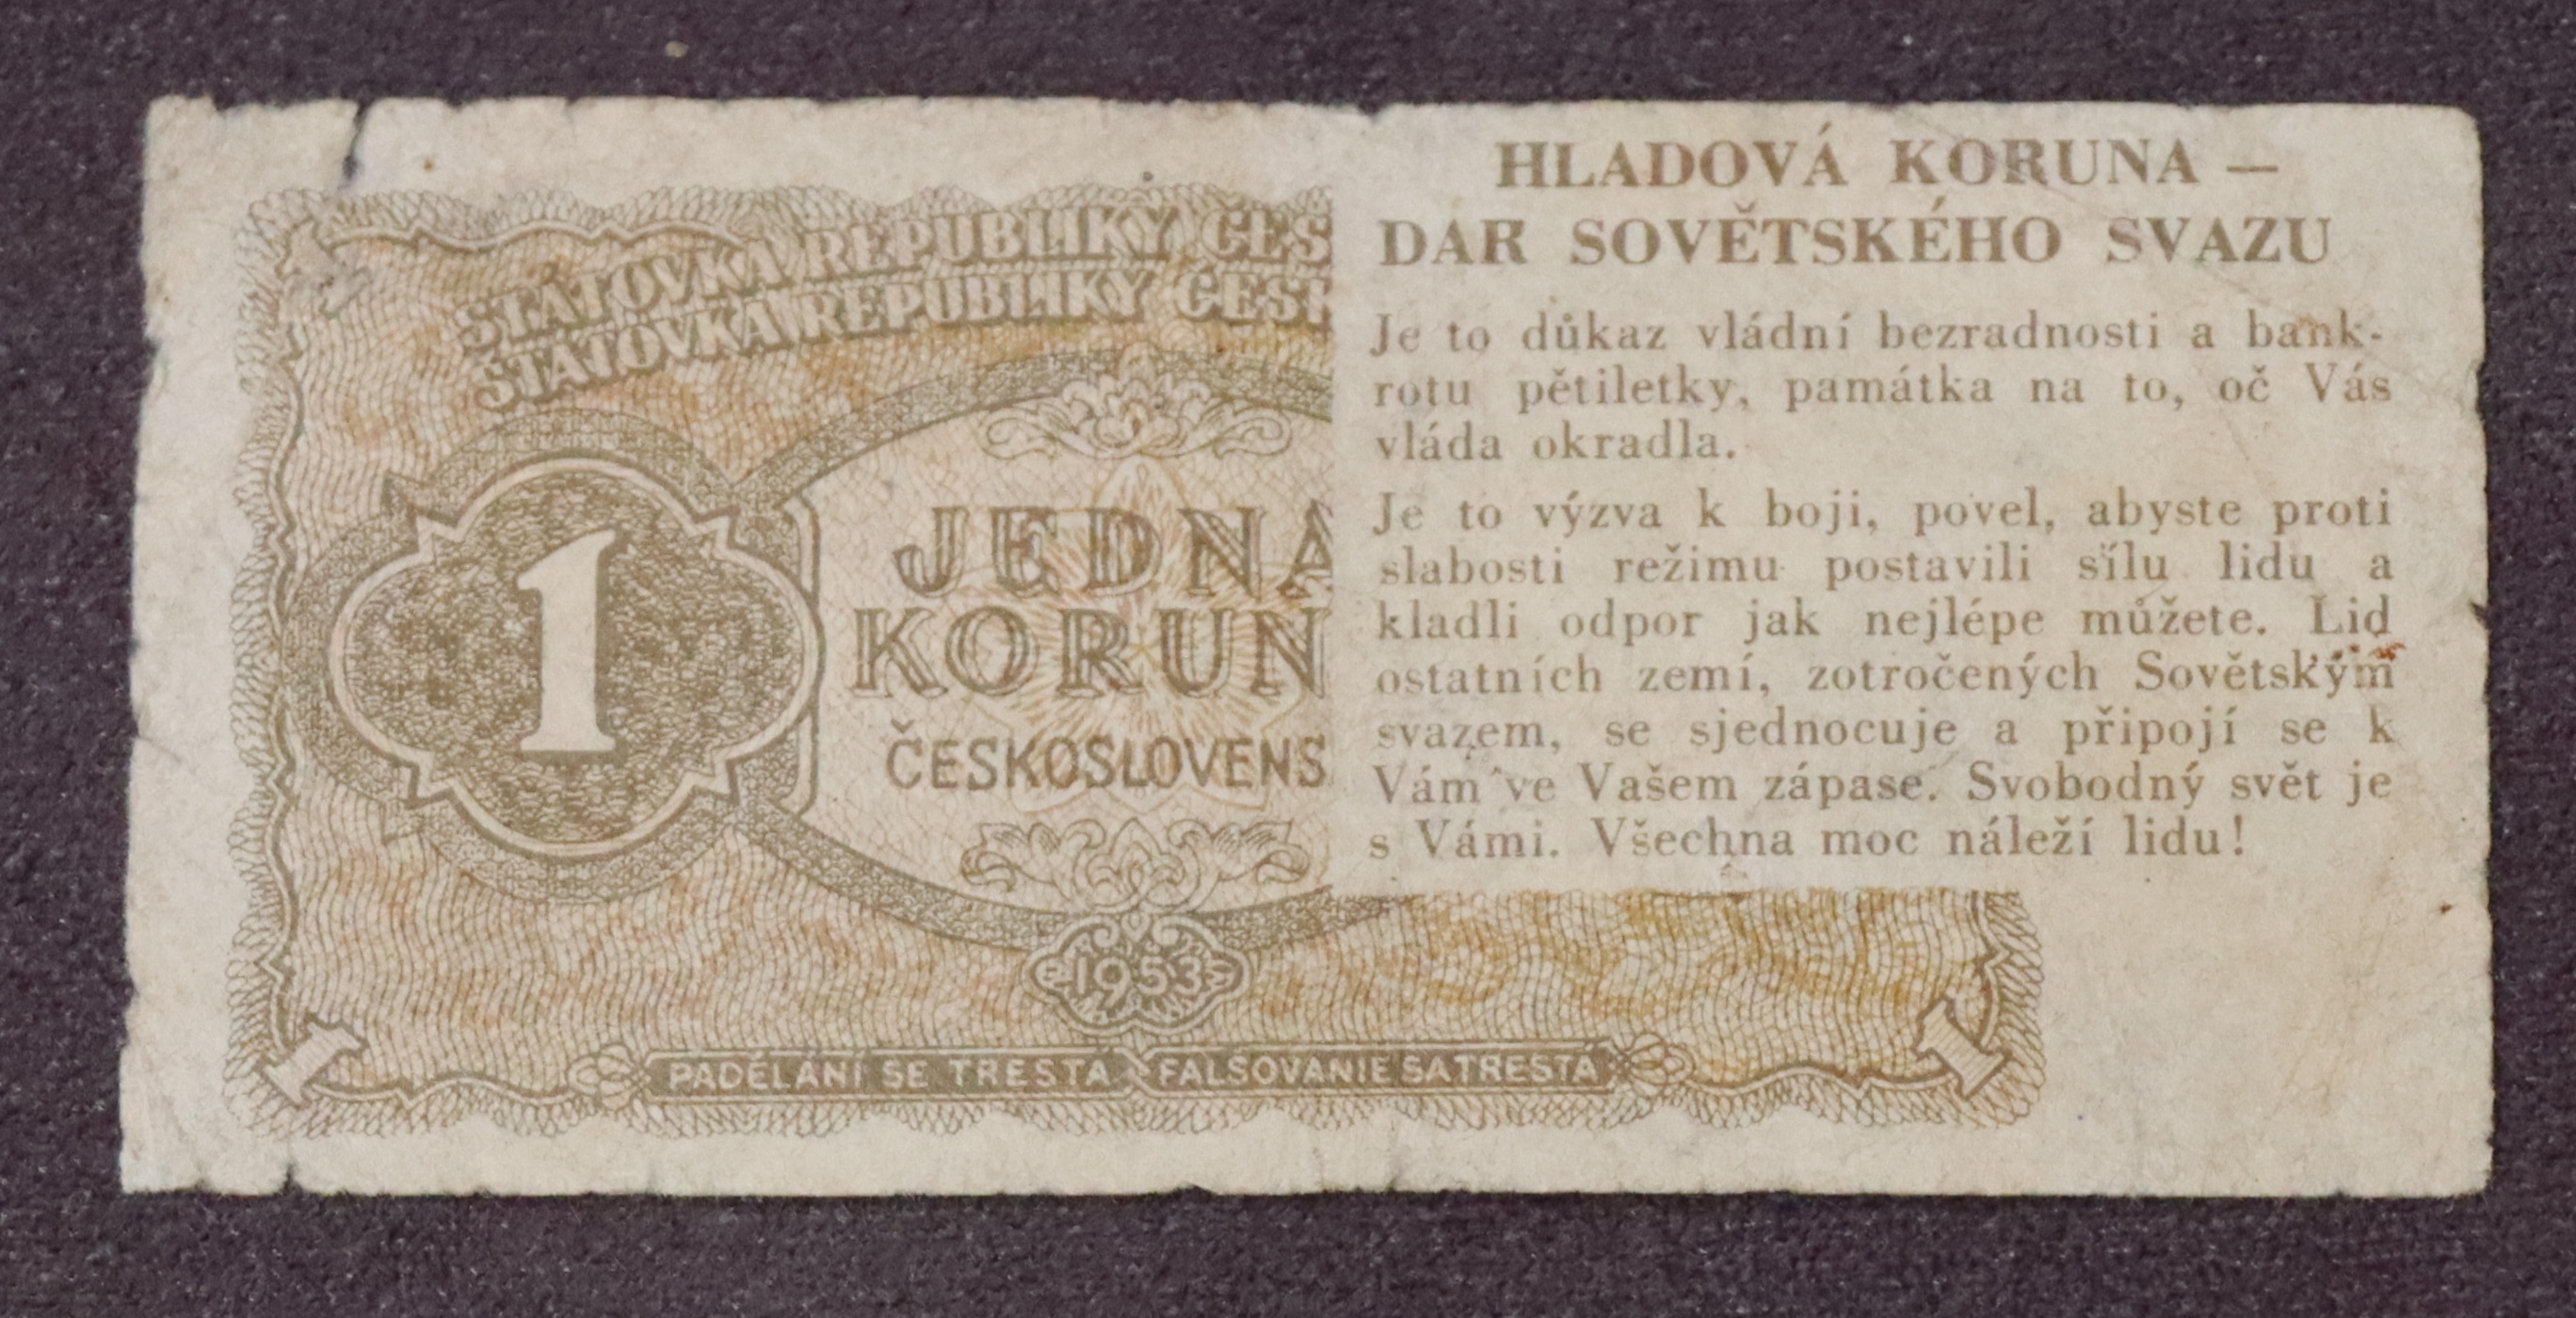 STÁTOVKA REPUBLIKY ČES
ŠTÁTOVKA REPUBLIKY ČESK
1
JEDNA
KORUN
ČESKOSLOVENS
1953
PADĚLÁNÍ SE TRESTÁ FALŠOVANIE SA TRESTÁ
1
1
HLADOVÁ KORUNA —
DAR SOVĚTSKÉHO SVAZU
Je to důkaz vládní bezradnosti a bank-
rotu pětiletky, památka na to, oč Vás
vláda okradla.
Je to výzva k boji, povel, abyste proti
slabosti režimu postavili sílu lidu a
kladli odpor jak nejlépe můžete. Lid
ostatních zemí, zotročených Sovětským
svazem, se sjednocuje a připojí se k
Vám ve Vašem zápase. Svobodný svět je
s Vámi. Všechna moc náleží lidu!